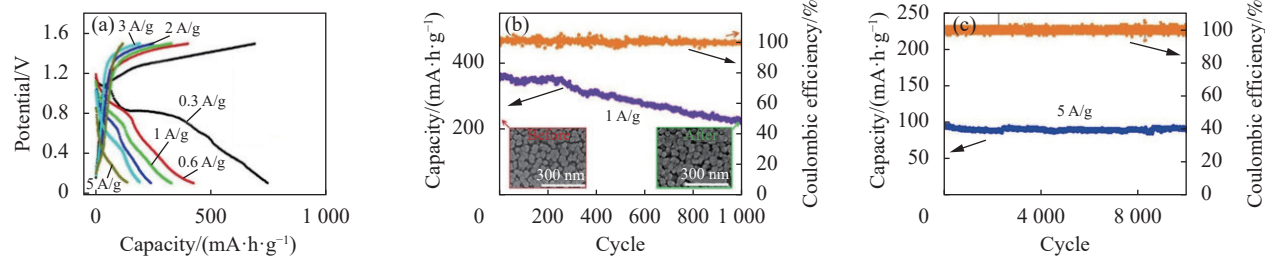 (a)
3 A/g
2 A/g
0.3 A/g
1 A/g
0.6 A/g
5 A/g
Potential/V
1.6
1.2
0.8
0.4
0
0
500
1 000
Capacity/(mA·h·g⁻¹)
(b)
Capacity/(mA·h·g⁻¹)
400
200
0
1 A/g
300 nm
300 nm
200 400 600 800 1 000
Cycle
100
80
60
40
20
0
Coulombic efficiency/%
(c)
Capacity/(mA·h·g⁻¹)
250
200
150
100
50
0
5 A/g
4 000
8 000
Cycle
100
80
60
40
20
0
Coulombic efficiency/%